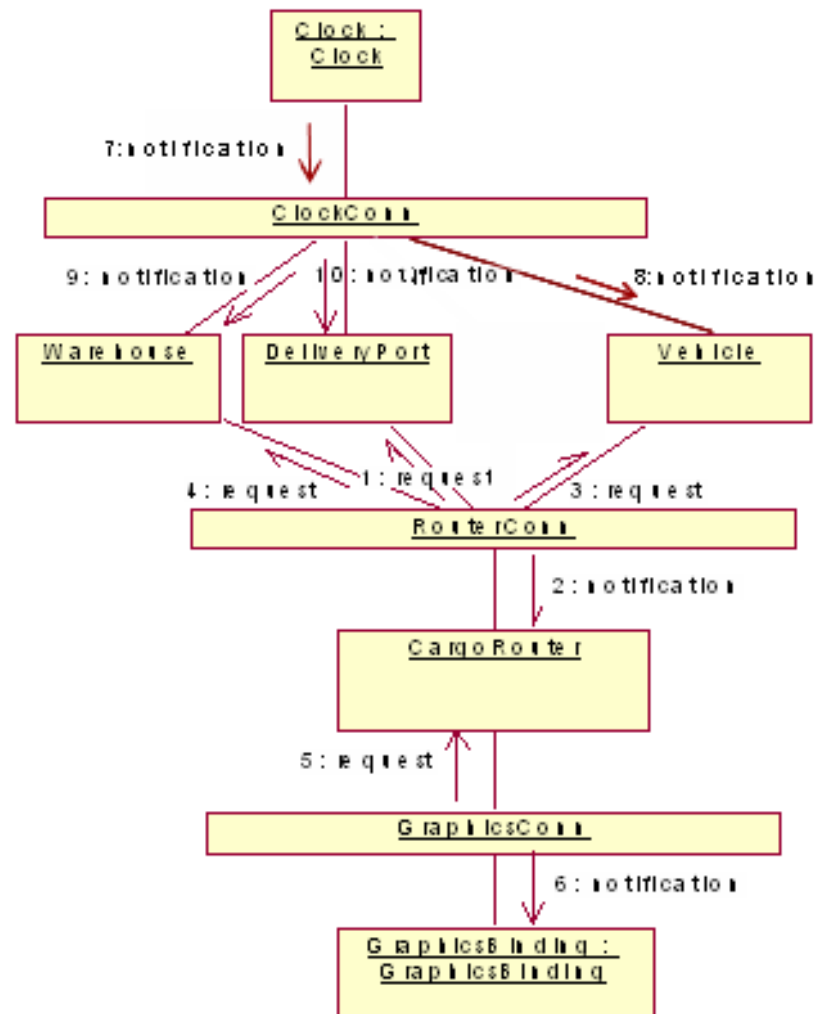 Clock :
Clock
7:notification
ClockConn
9: notification
10: notification
8:notification
Warehouse
DeliveryPort
Vehicle
4: request
1: request
3: request
RouterConn
2: notification
CargoRouter
5: request
GraphicsConn
6: notification
GraphicsBinding :
GraphicsBinding